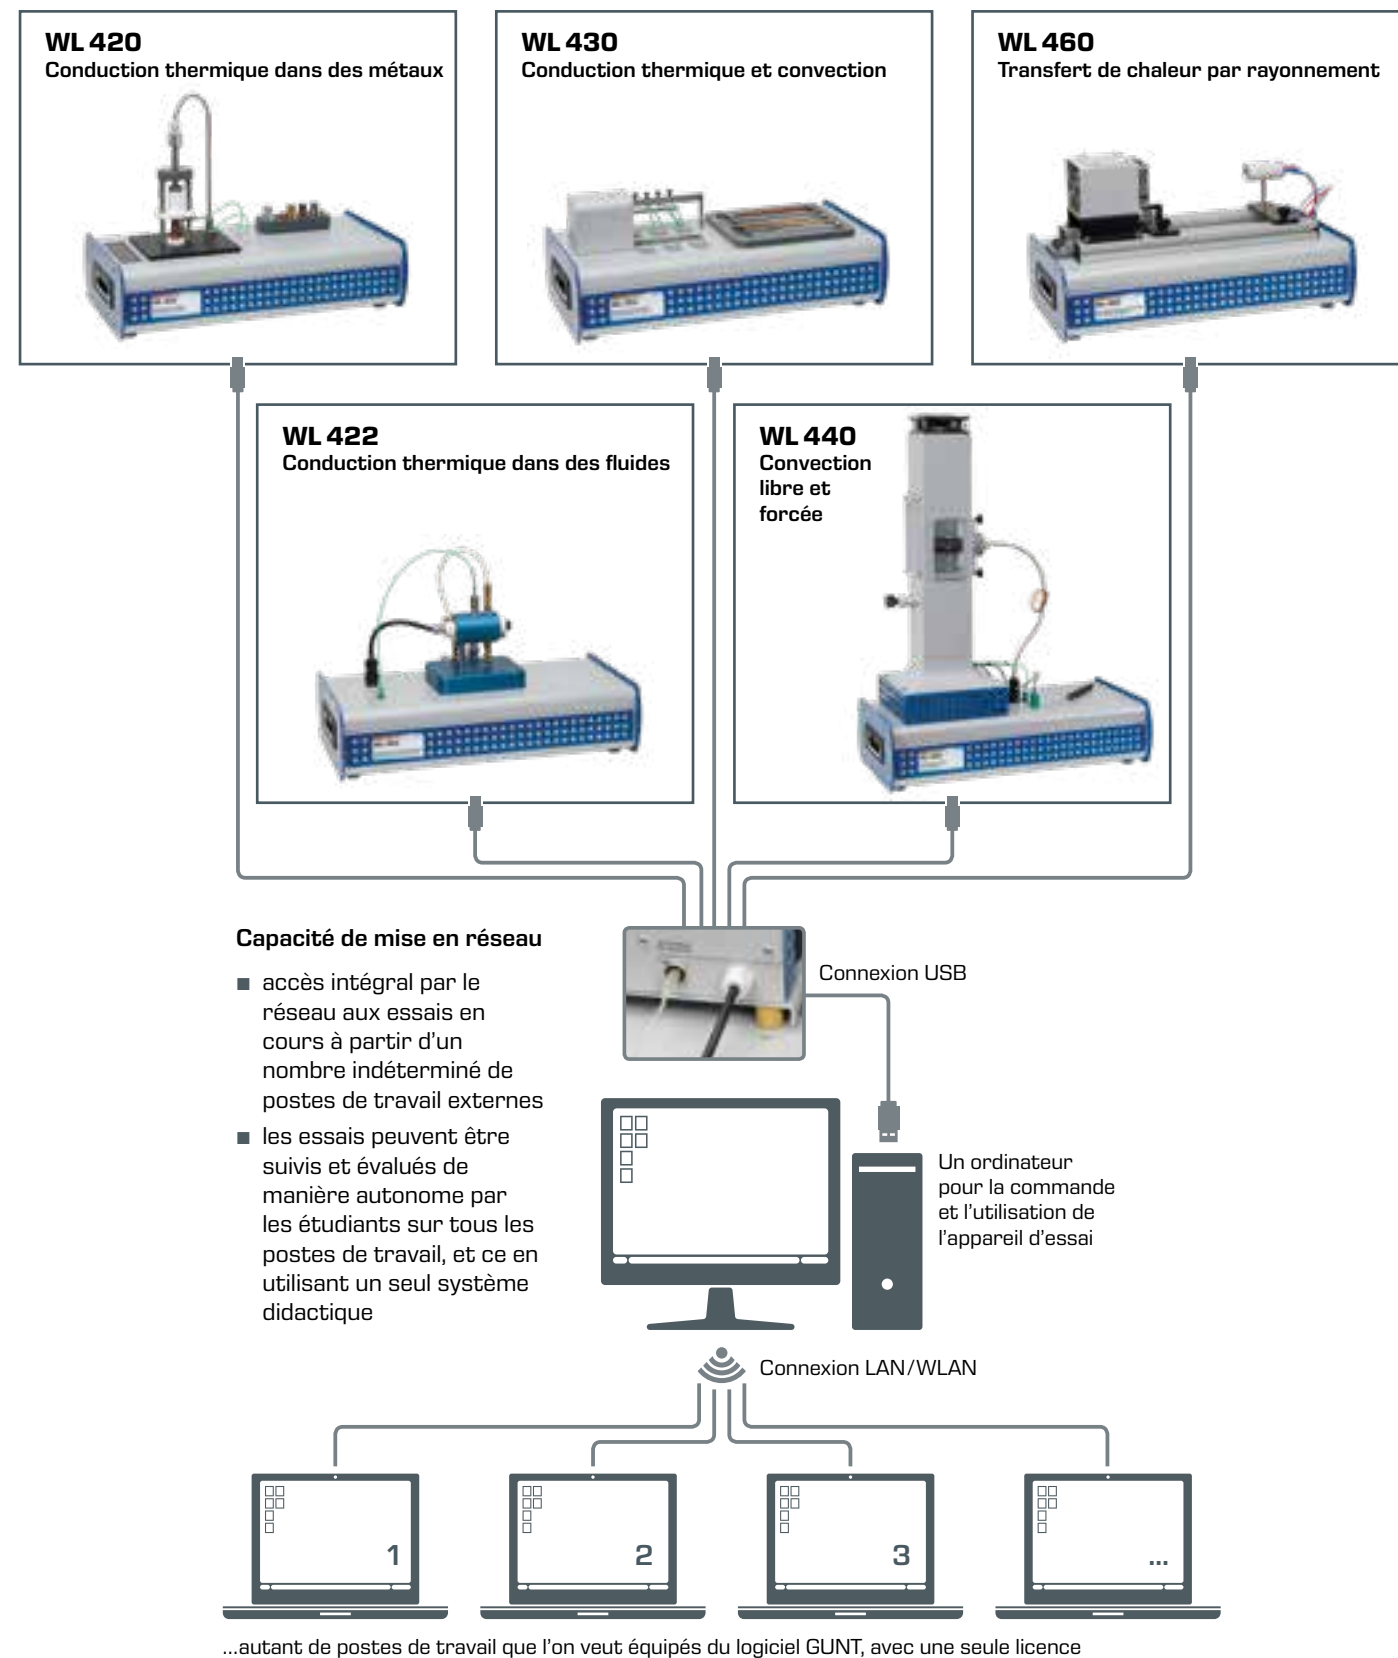 WL 420
Conduction thermique dans des métaux
WL 430
Conduction thermique et convection
WL 460
Transfert de chaleur par rayonnement
WL 422
Conduction thermique dans des fluides
WL 440
Convection
libre et
forcée
Capacité de mise en réseau
■ accès intégral par le
réseau aux essais en
cours à partir d'un
nombre indéterminé de
postes de travail externes
■ les essais peuvent être
suivis et évalués de
manière autonome par
les étudiants sur tous les
postes de travail, et ce en
utilisant un seul système
didactique
Connexion USB
Un ordinateur
pour la commande
et l'utilisation de
l'appareil d'essai
Connexion LAN/WLAN
1
2
3
...
...autant de postes de travail que l'on veut équipés du logiciel GUNT, avec une seule licence